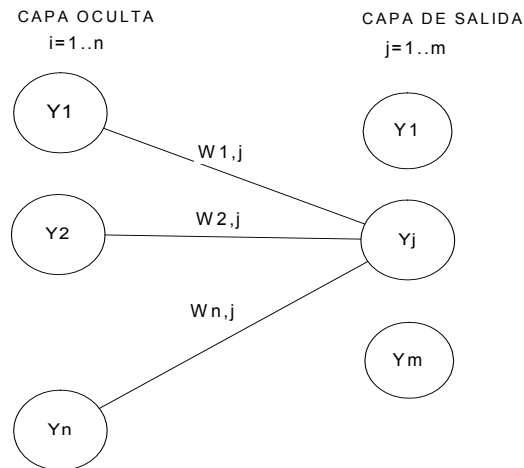 CAPA OCULTA
i=1..n
CAPA DE SALIDA
j=1..m
Y1
Y1
W1,j
Y2
W2,j
Yj
Wn,j
Ym
Yn